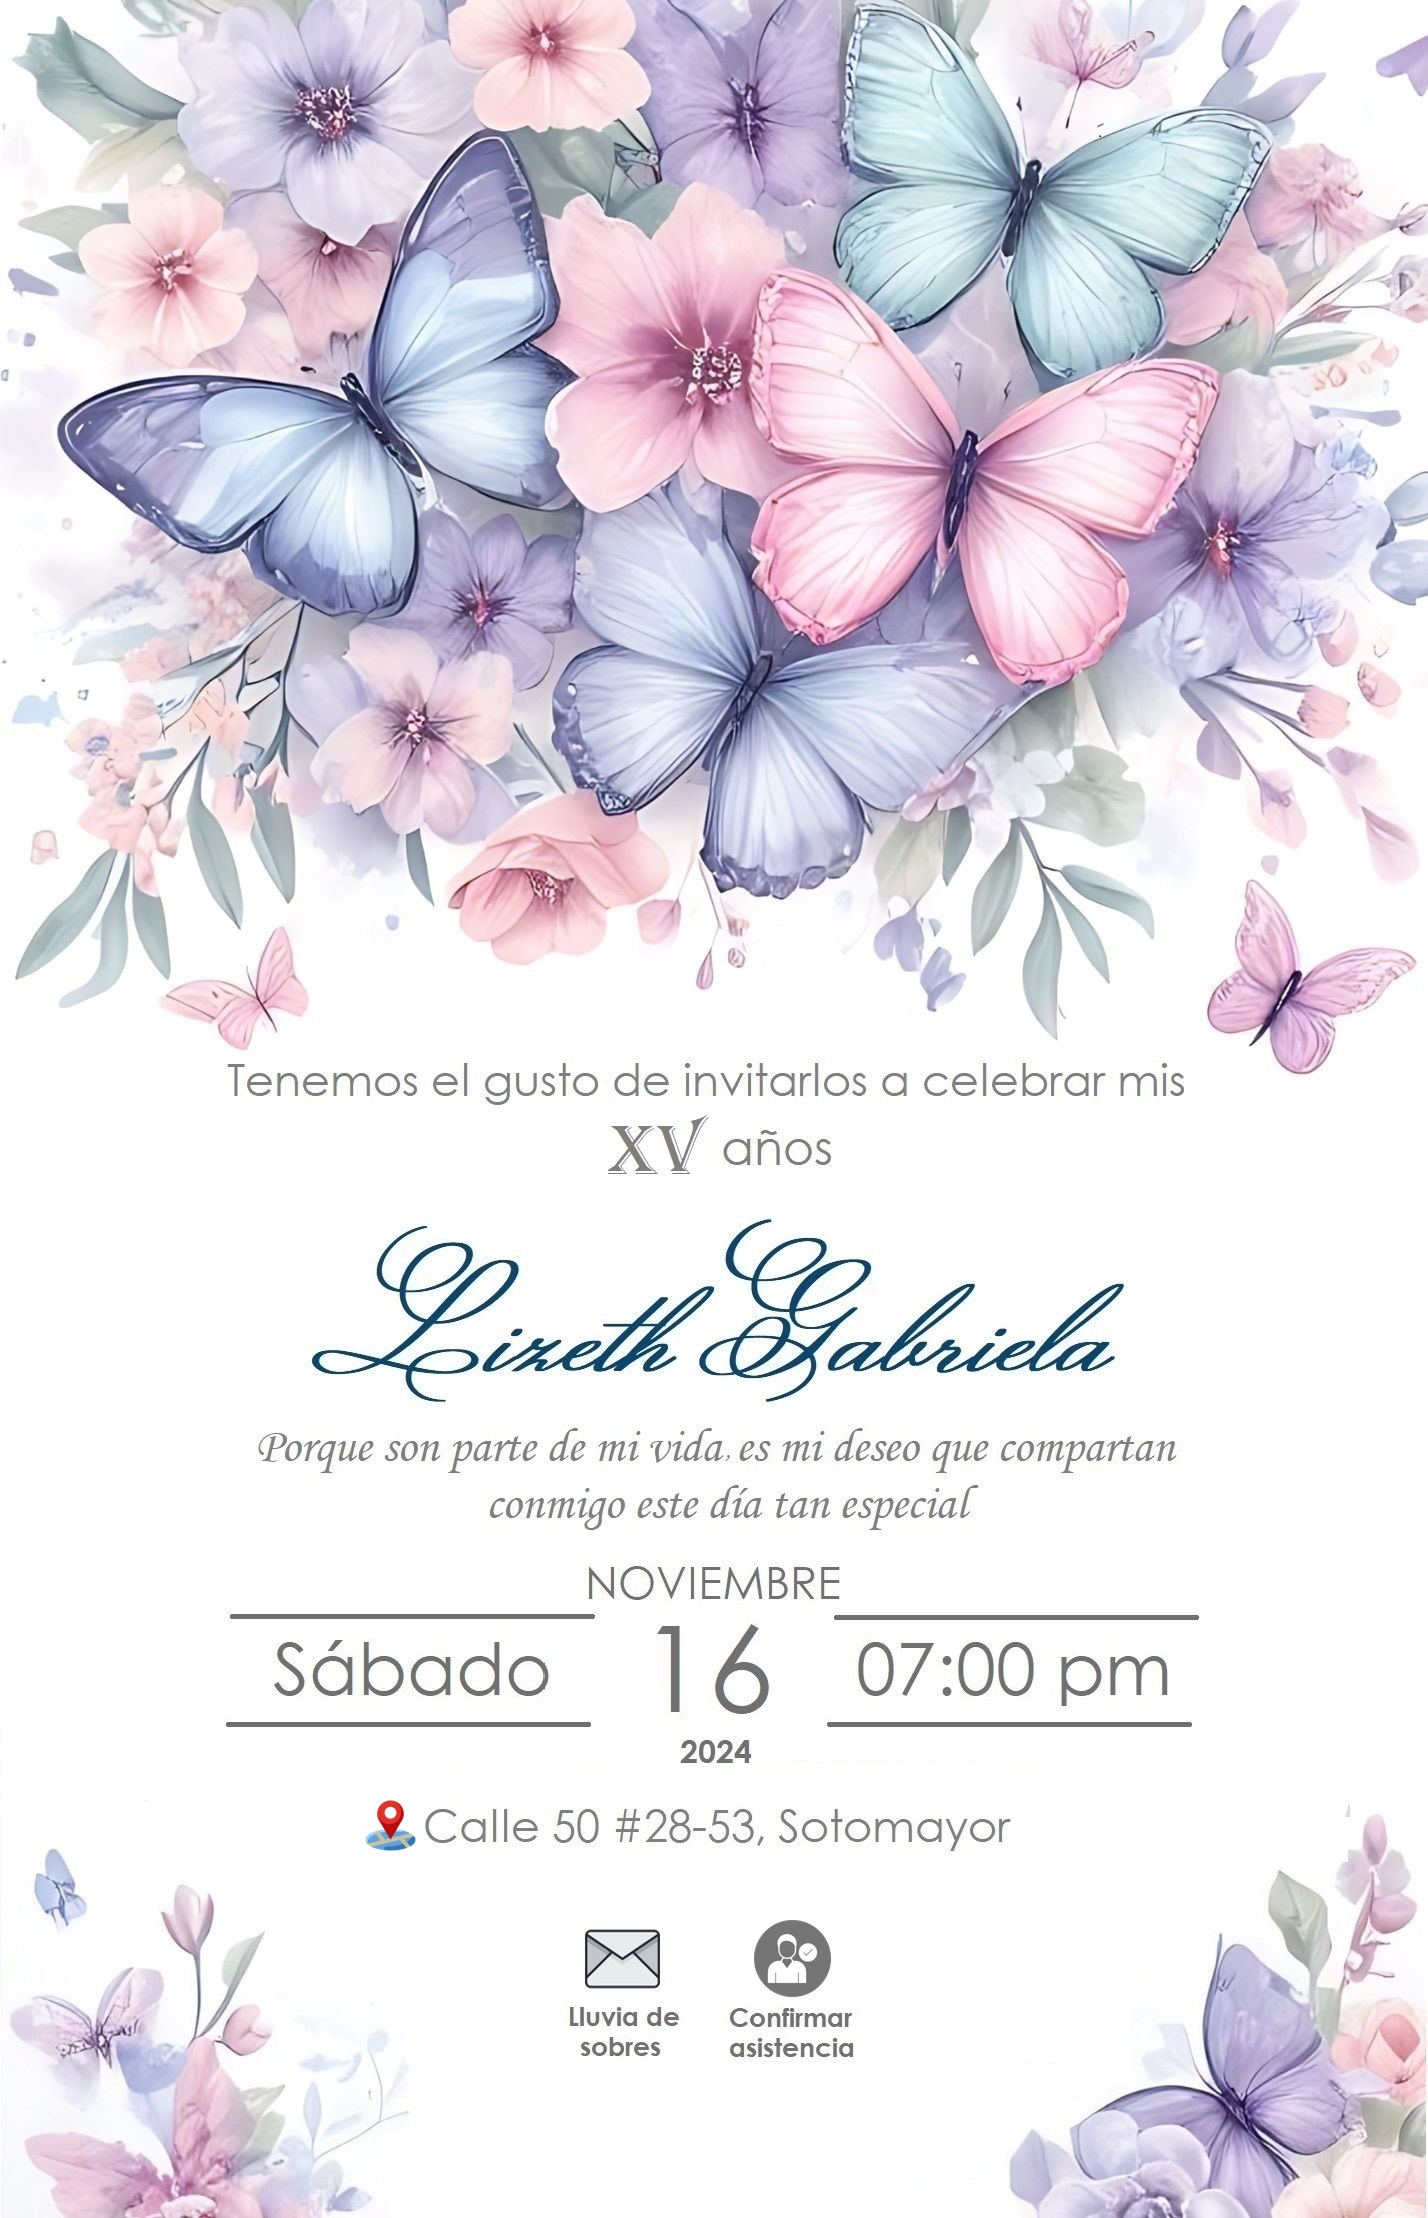 Tenemos el gusto de invitarlos a celebrar mis
XV años
Lizeth Gabriela
Porque son parte de mi vida, es mi deseo que compartan
conmigo este día tan especial
NOVIEMBRE
Sábado 16 07:00 pm
2024
Calle 50 #28-53, Sotomayor
Lluvia de
sobres
Confirmar
asistencia